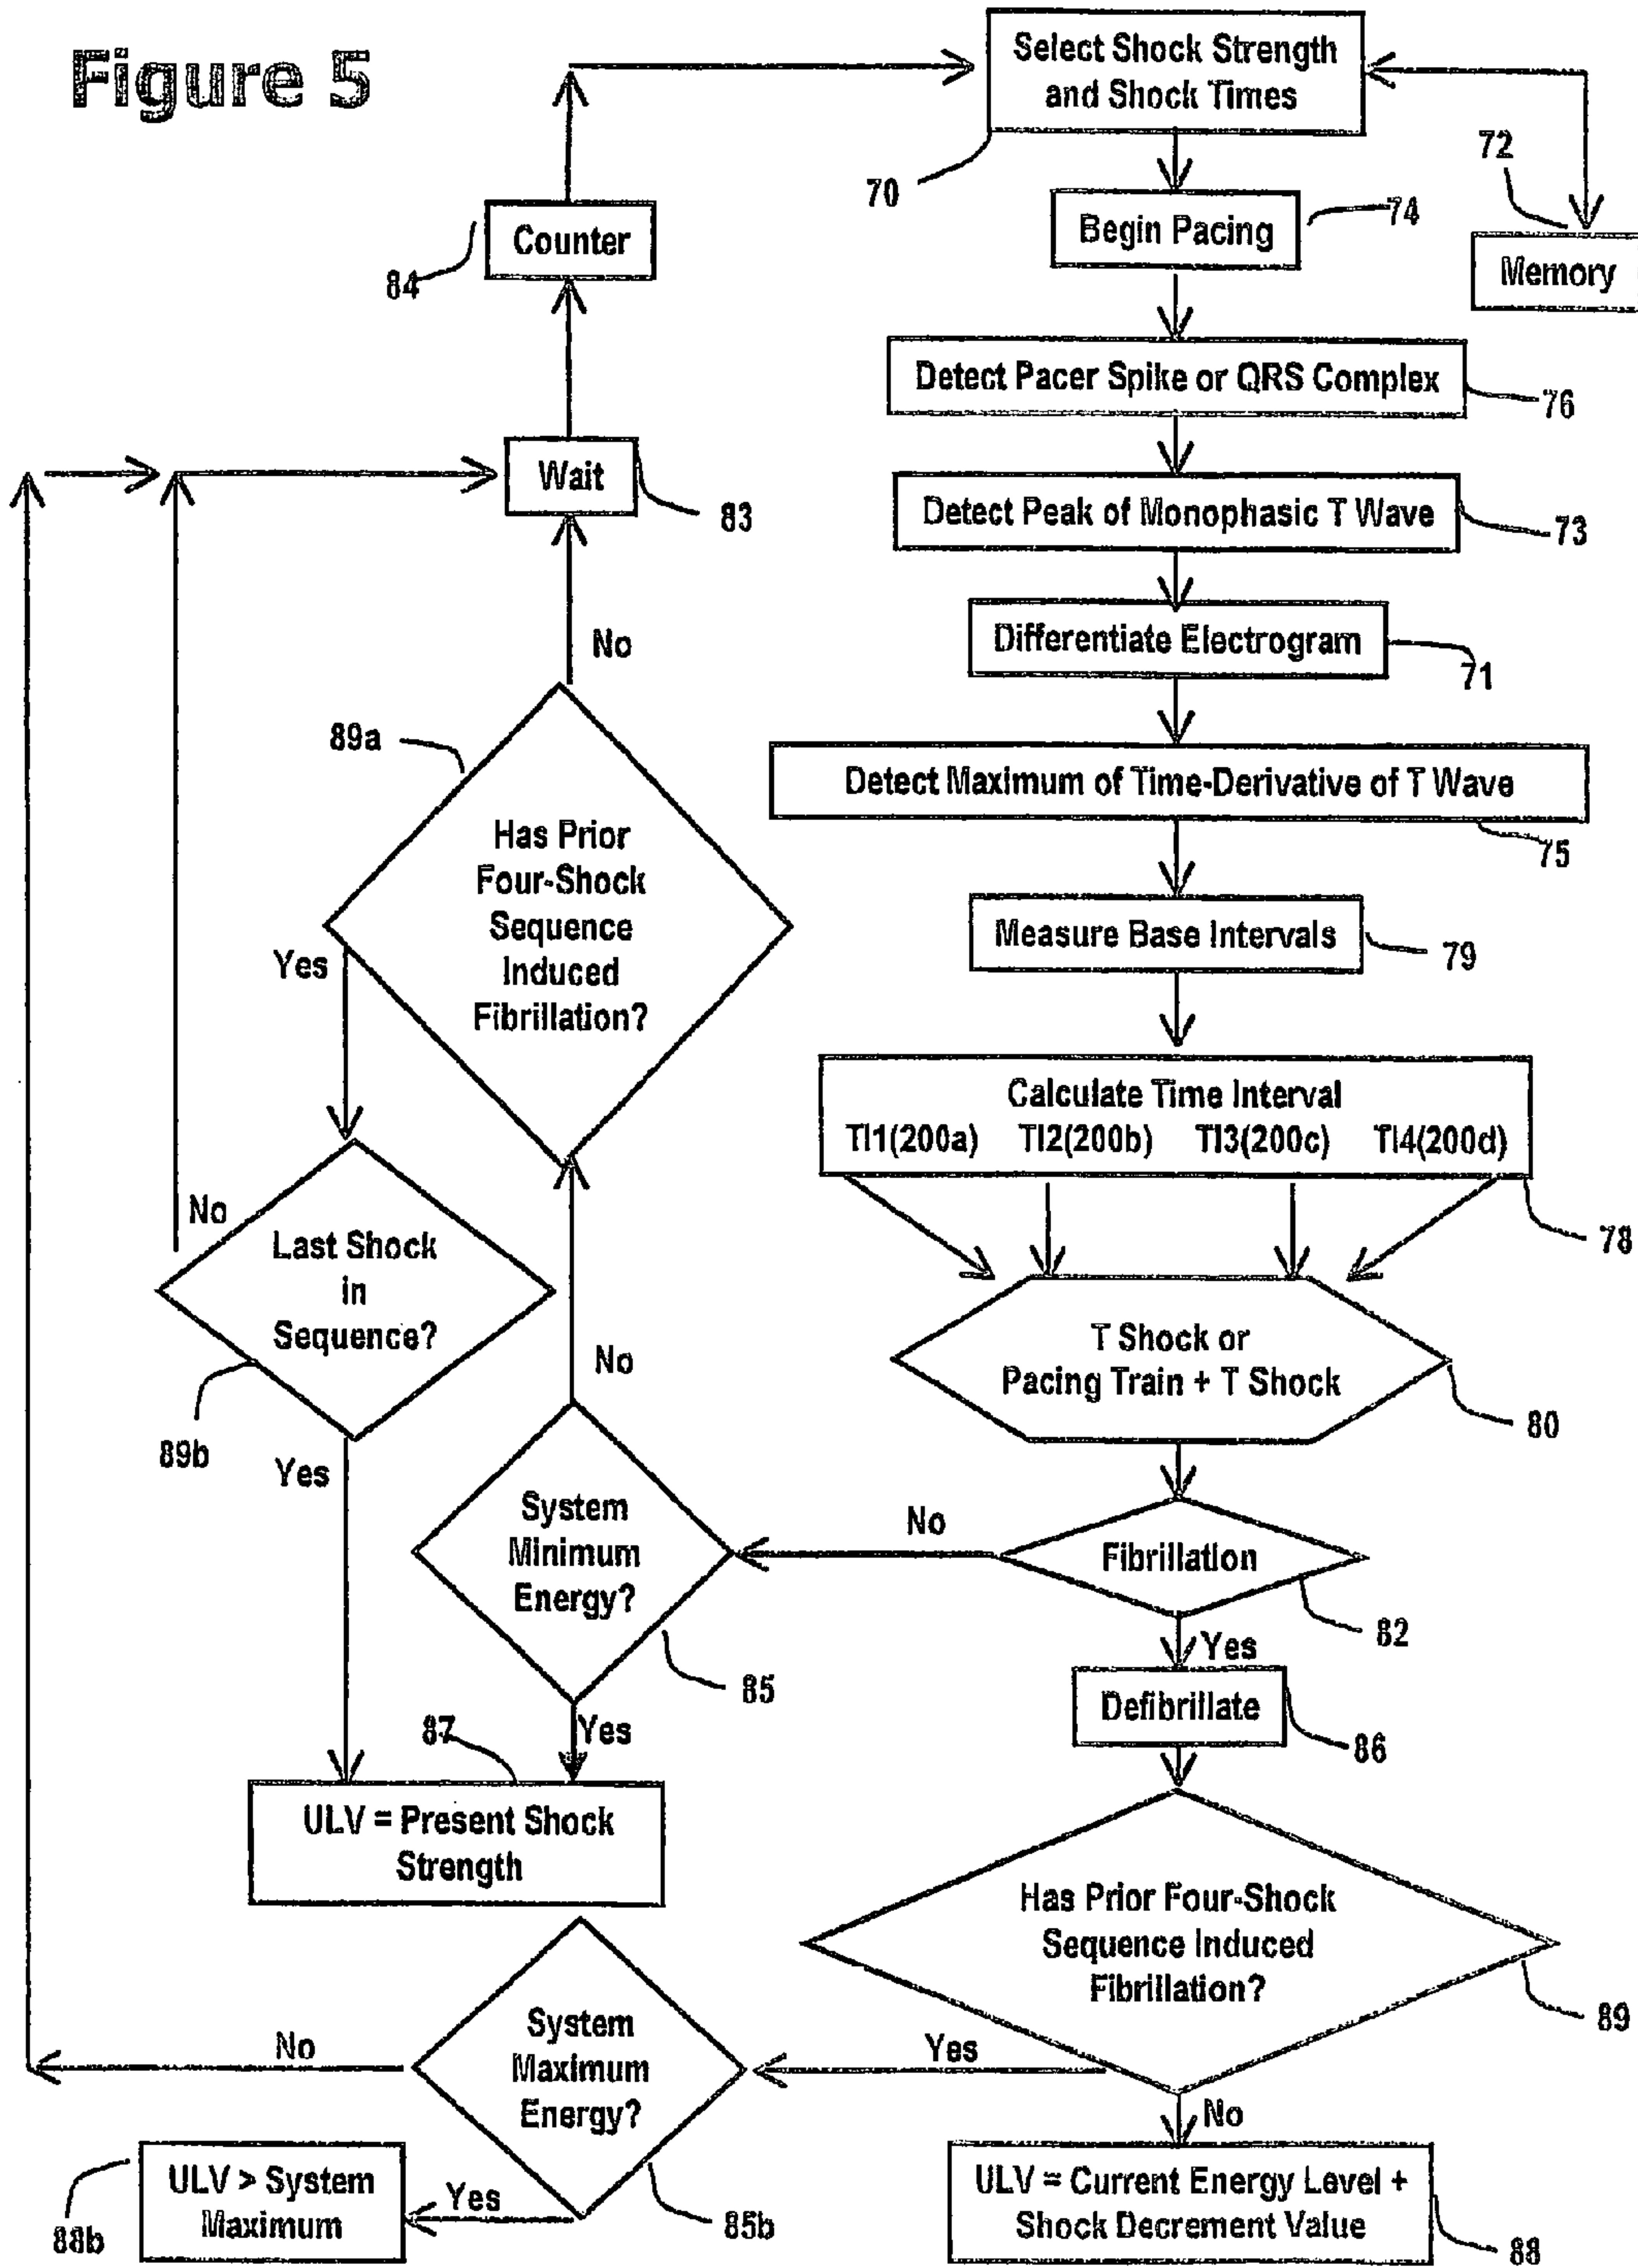 Figure 5
Select Shock Strength
and Shock Times
70
72
Memory
Begin Pacing
74
Counter
84
Detect Pacer Spike or QRS Complex
76
Wait
83
Detect Peak of Monophasic T Wave
73
Differentiate Electrogram
71
No
89a
Detect Maximum of Time-Derivative of T Wave
75
Has Prior
Four-Shock
Sequence
Induced
Fibrillation?
Yes
Measure Base Intervals
79
Calculate Time Interval
TI1(200a) TI2(200b) TI3(200c) TI4(200d)
78
No
Last Shock
in
Sequence?
89b
Yes
No
T Shock or
Pacing Train + T Shock
80
System
Minimum
Energy?
85
No
Fibrillation
82
Yes
Yes
Defibrillate
86
87
ULV = Present Shock
Strength
Has Prior Four-Shock
Sequence Induced
Fibrillation?
89
No
System
Maximum
Energy?
85b
Yes
No
ULV > System
Maximum
88b
Yes
ULV = Current Energy Level +
Shock Decrement Value
88